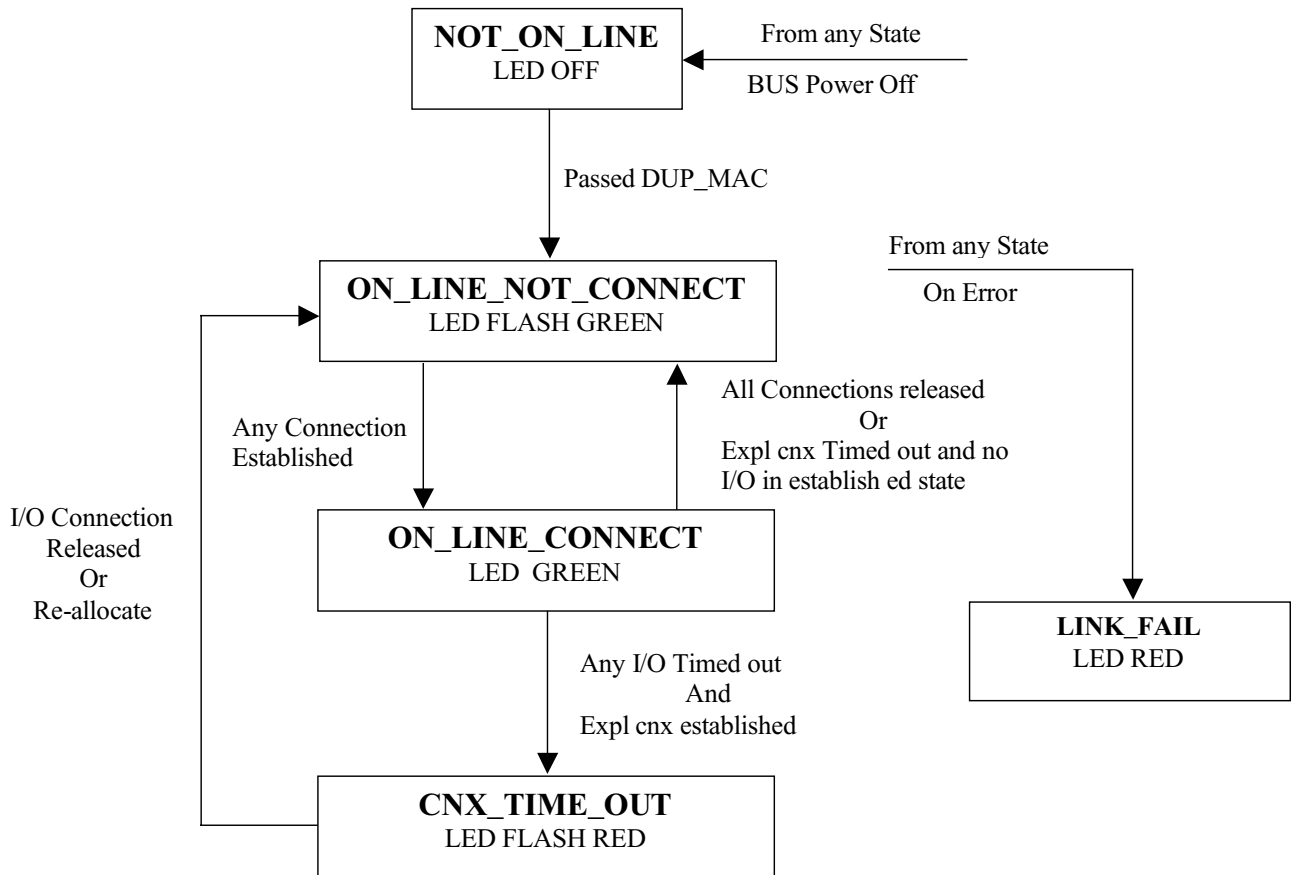 NOT_ON_LINE
LED OFF
From any State
BUS Power Off
Passed DUP_MAC
From any State
On Error
ON_LINE_NOT_CONNECT
LED FLASH GREEN
Any Connection
Established
All Connections released
Or
Expl cnx Timed out and no
I/O in establish ed state
I/O Connection
Released
Or
Re-allocate
ON_LINE_CONNECT
LED GREEN
LINK_FAIL
LED RED
Any I/O Timed out
And
Expl cnx established
CNX_TIME_OUT
LED FLASH RED